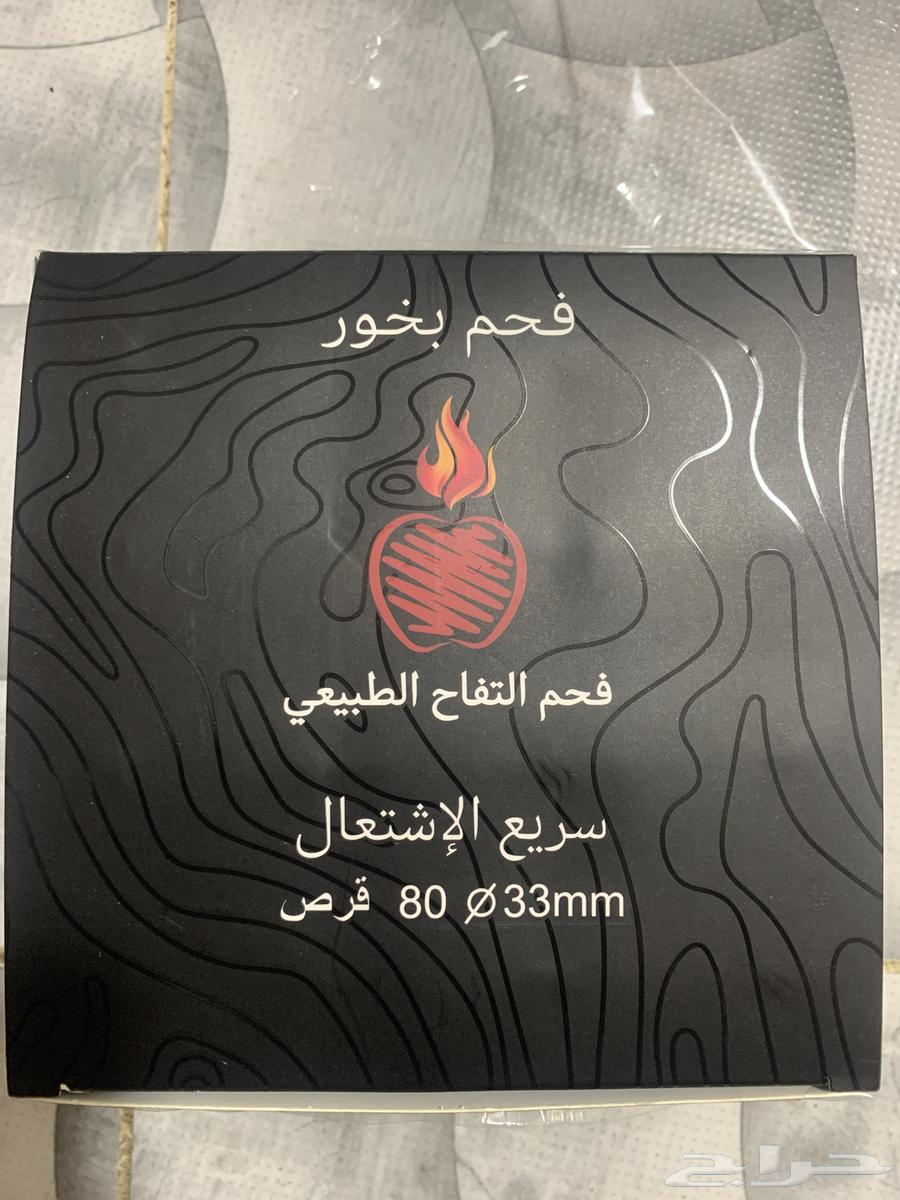 فحم بخور
فحم التفاح الطبيعي
سريع الإشتعال
80 قرص ⌀33mm
حراج